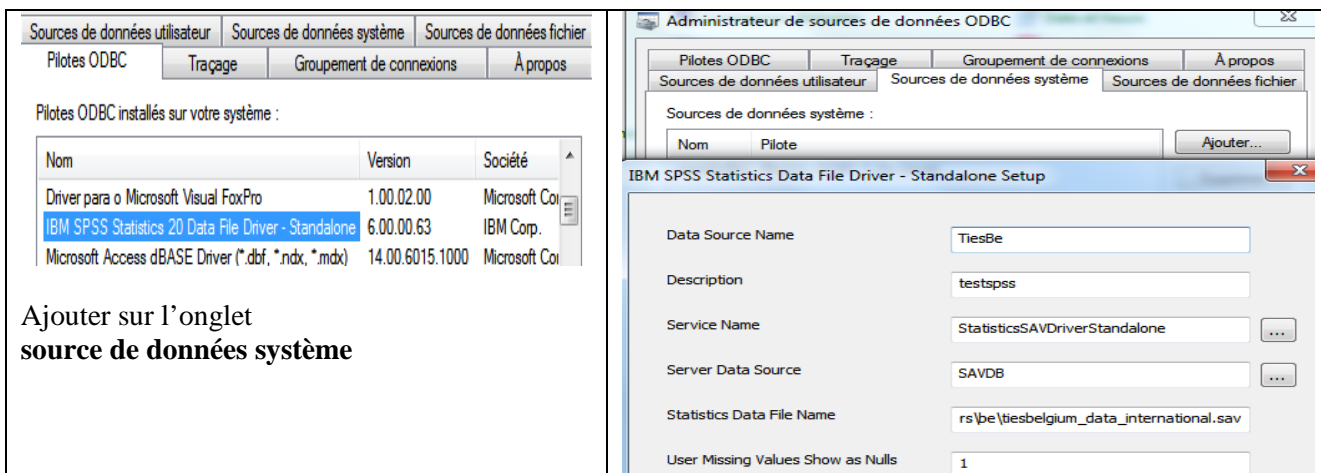 Sources de données utilisateur Sources de données système Sources de données fichier
Pilotes ODBC Traçage Groupement de connexions À propos
Pilotes ODBC installés sur votre système :
Nom Version Société
Driver para o Microsoft Visual FoxPro 1.00.02.00 Microsoft Cor
IBM SPSS Statistics 20 Data File Driver - Standalone 6.00.00.63 IBM Corp.
Microsoft Access dBASE Driver (*.dbf, *.ndx, *.mdx) 14.00.6015.1000 Microsoft Cor
Ajouter sur l’onglet
source de données système
Administrateur de sources de données ODBC
Pilotes ODBC Traçage Groupement de connexions À propos
Sources de données utilisateur Sources de données système Sources de données fichier
Sources de données système :
Nom Pilote Ajouter...
IBM SPSS Statistics Data File Driver - Standalone Setup
Data Source Name TiesBe
Description testspss
Service Name StatisticsSAVDriverStandalone ...
Server Data Source SAVDB ...
Statistics Data File Name rs\be\tiesbelgium_data_international.sav
User Missing Values Show as Nulls 1